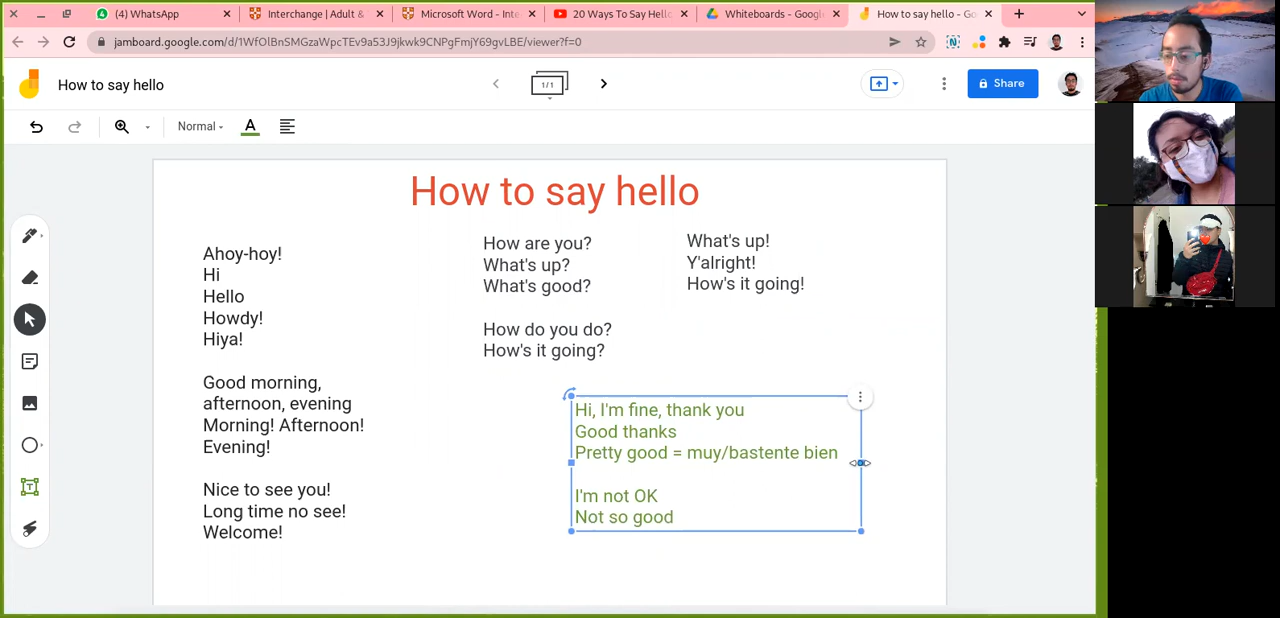 (4) WhatsApp
Interchange | Adult &
Microsoft Word - Inte
20 Ways To Say Hello
Whiteboards - Google
How to say hello - Go
jamboard.google.com/d/1WfOlBnSMGzaWpcTEv9a53J9jkwk9CNPgFmjY69gvLBE/viewer?f=0
How to say hello
1/1
Share
Normal
A
How to say hello
Ahoy-hoy!
Hi
Hello
Howdy!
Hiya!
Good morning,
afternoon, evening
Morning! Afternoon!
Evening!
Nice to see you!
Long time no see!
Welcome!
How are you?
What's up?
What's good?
How do you do?
How's it going?
What's up!
Y'alright!
How's it going!
Hi, I'm fine, thank you
Good thanks
Pretty good = muy/bastente bien
I'm not OK
Not so good